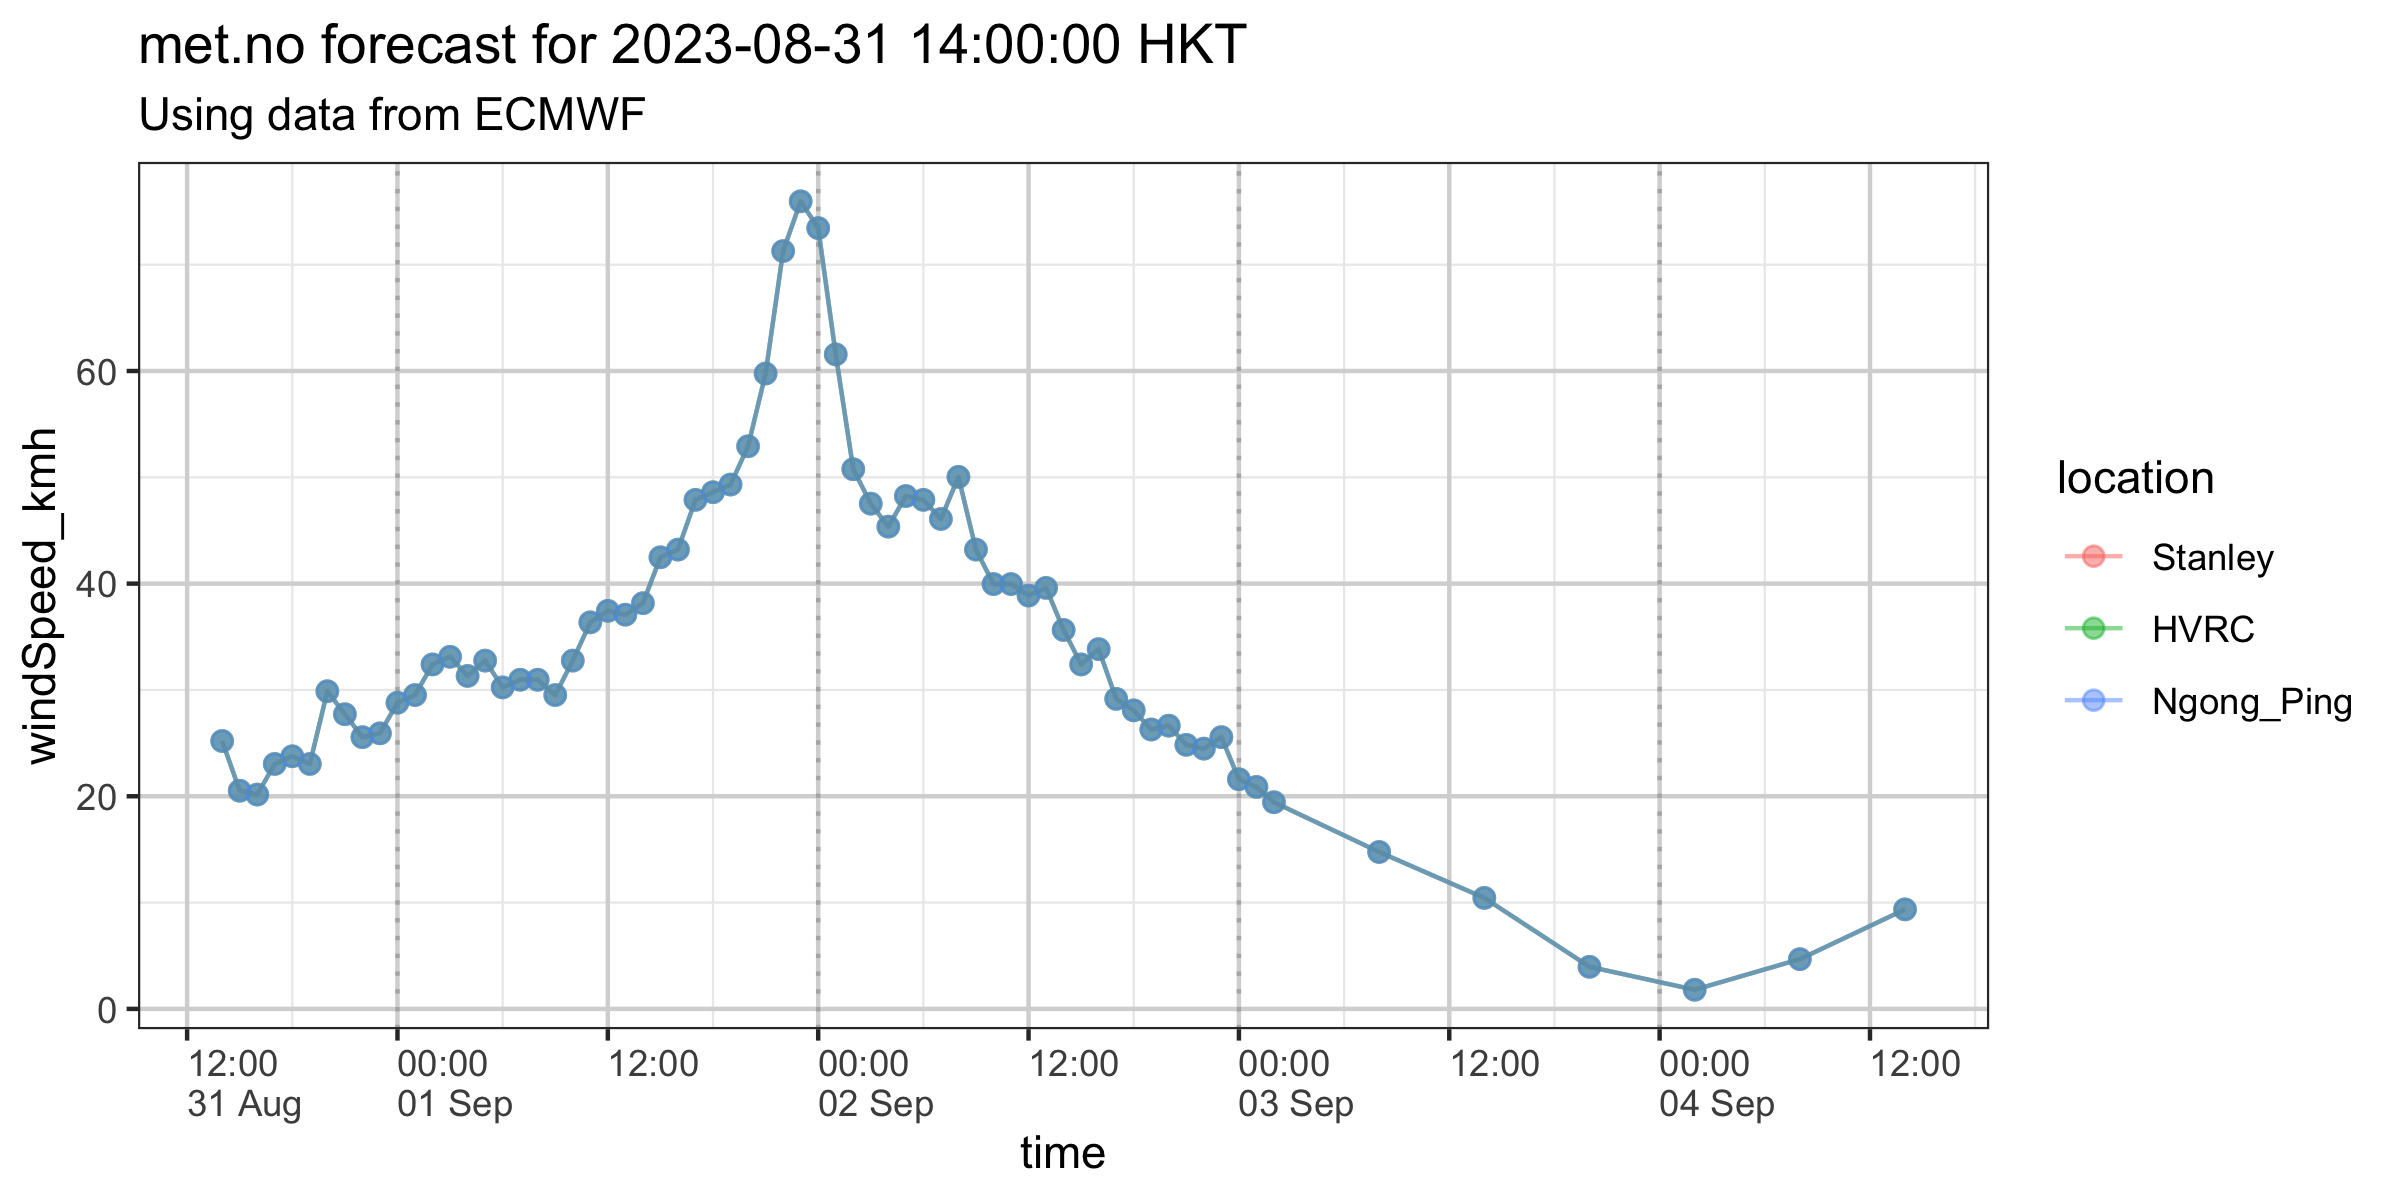 met.no forecast for 2023-08-31 14:00:00 HKT
Using data from ECMWF
windSpeed_kmh
60
40
20
0
12:00 00:00 12:00 00:00 12:00 00:00 12:00 00:00 12:00
31 Aug 01 Sep 02 Sep 03 Sep 04 Sep
time
location
Stanley
HVRC
Ngong_Ping